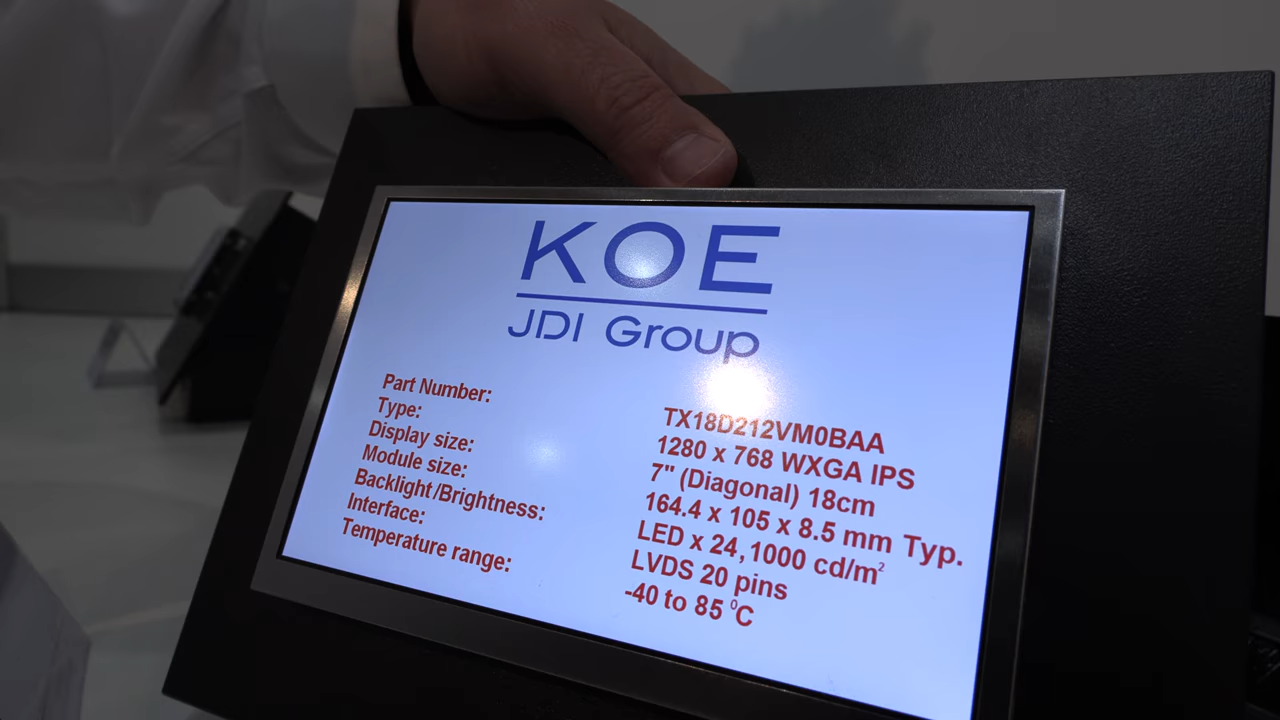 KOE
JDI Group
Part Number: TX18D212VM0BAA
Type: 1280 x 768 WXGA IPS
Display size: 7" (Diagonal) 18cm
Module size: 164.4 x 105 x 8.5 mm Typ.
Backlight/Brightness: LED x 24, 1000 cd/m²
Interface: LVDS 20 pins
Temperature range: -40 to 85 ⁰C